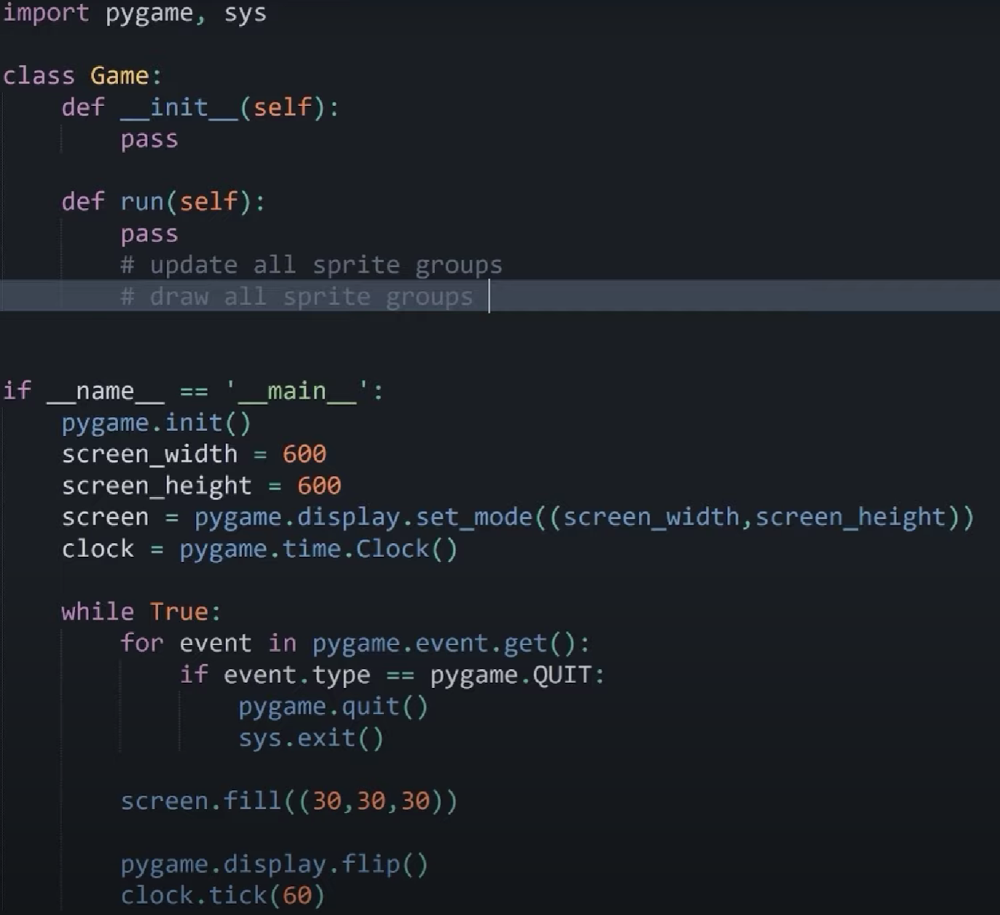 import pygame, sys
class Game:
    def __init__(self):
        pass
    def run(self):
        pass
        # update all sprite groups
        # draw all sprite groups
if __name__ == '__main__':
    pygame.init()
    screen_width = 600
    screen_height = 600
    screen = pygame.display.set_mode((screen_width,screen_height))
    clock = pygame.time.Clock()
    while True:
        for event in pygame.event.get():
            if event.type == pygame.QUIT:
                pygame.quit()
                sys.exit()
        screen.fill((30,30,30))
        pygame.display.flip()
        clock.tick(60)